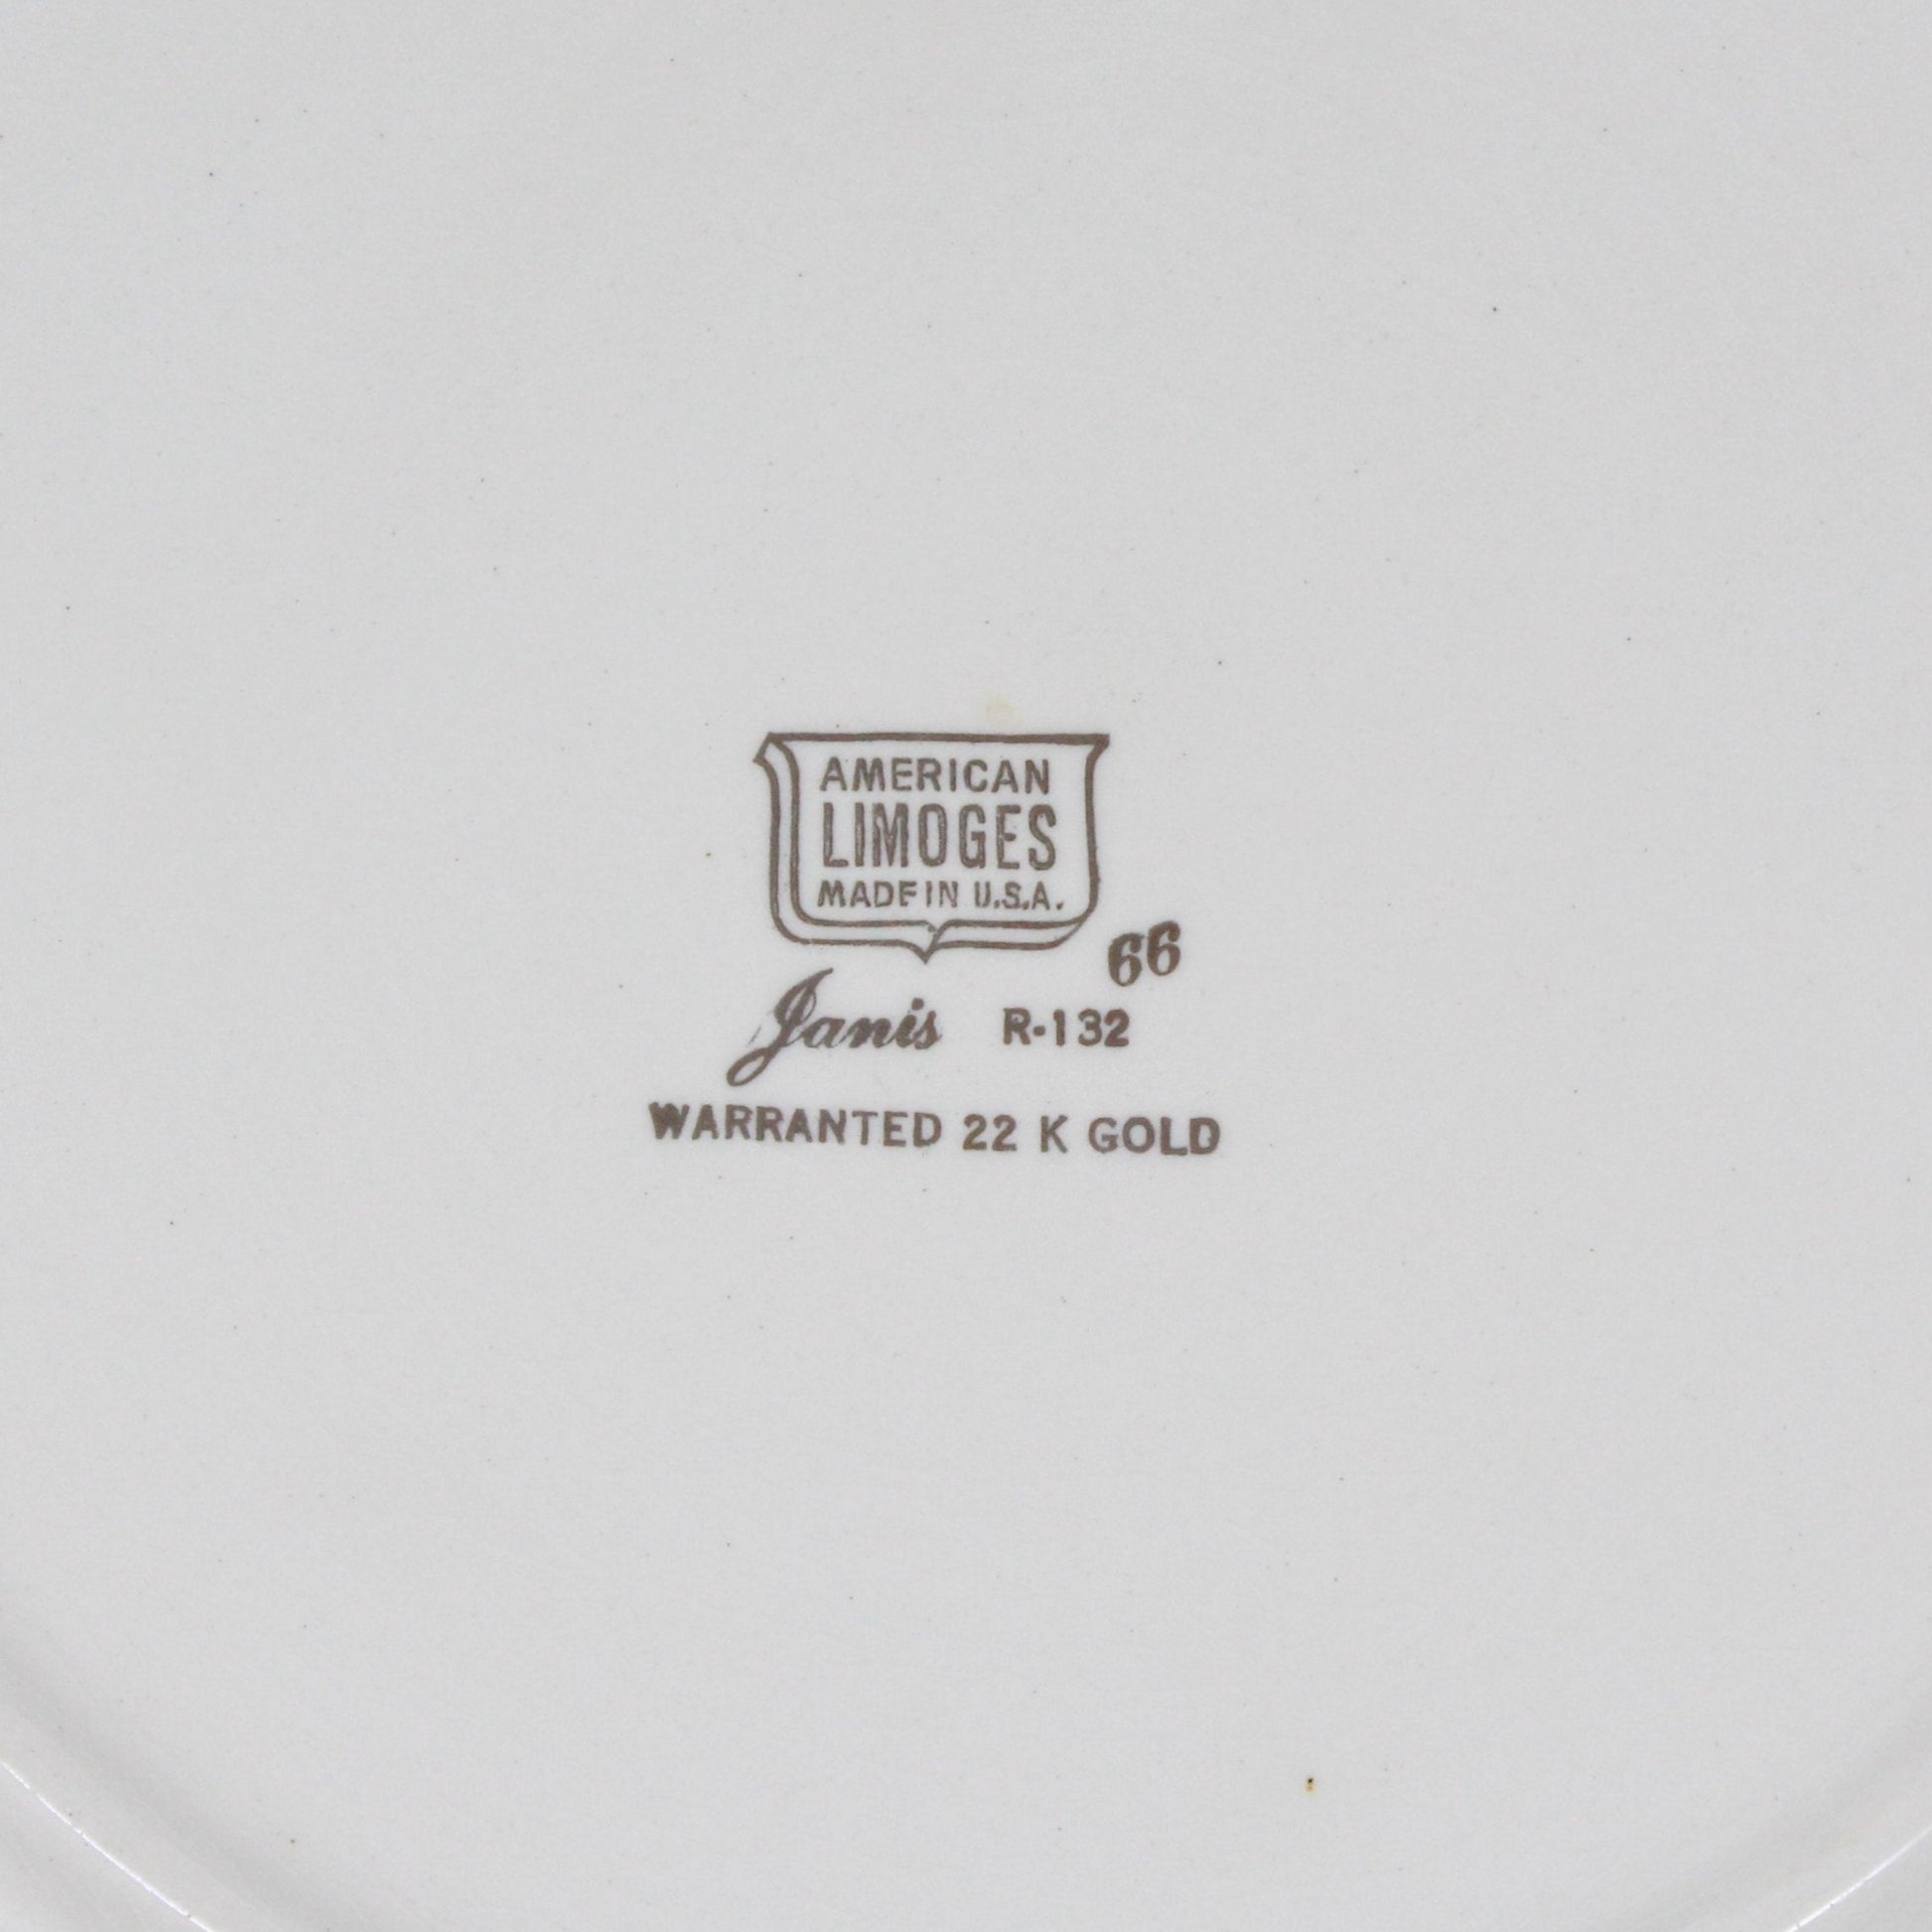 AMERICAN
LIMOGES
MADE IN U.S.A.
66
Janis R-132
WARRANTED 22 K GOLD